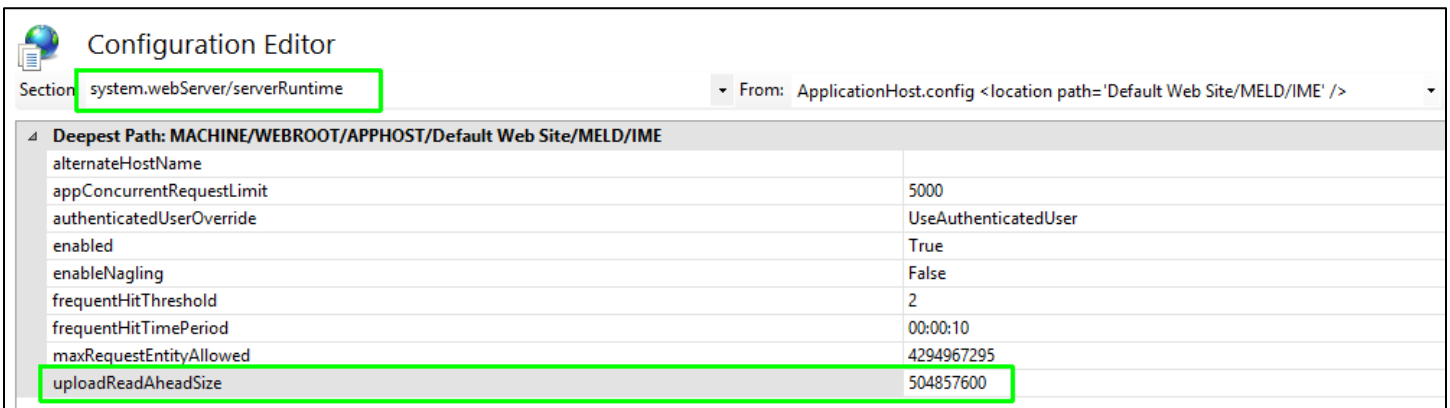 Configuration Editor
Section system.webServer/serverRuntime From: ApplicationHost.config <location path='Default Web Site/MELD/IME' />
Deepest Path: MACHINE/WEBROOT/APPHOST/Default Web Site/MELD/IME
alternateHostName
appConcurrentRequestLimit 5000
authenticatedUserOverride UseAuthenticatedUser
enabled True
enableNagling False
frequentHitThreshold 2
frequentHitTimePeriod 00:00:10
maxRequestEntityAllowed 4294967295
uploadReadAheadSize 504857600